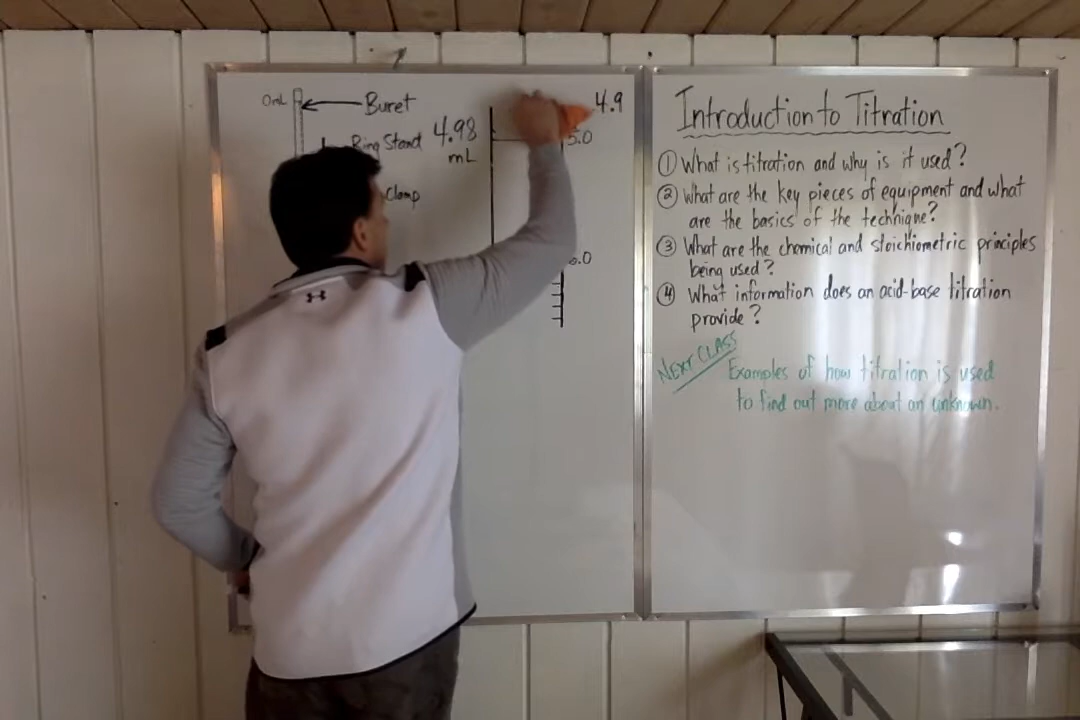 0mL
Buret
Ring Stand
Clamp
4.98
mL
4.9
5.0
6.0
Introduction to Titration
① What is titration and why is it used?
② What are the key pieces of equipment and what
are the basics of the technique?
③ What are the chemical and stoichiometric principles
being used?
④ What information does an acid-base titration
provide?
NEXT CLASS
Examples of how titration is used
to find out more about an unknown.